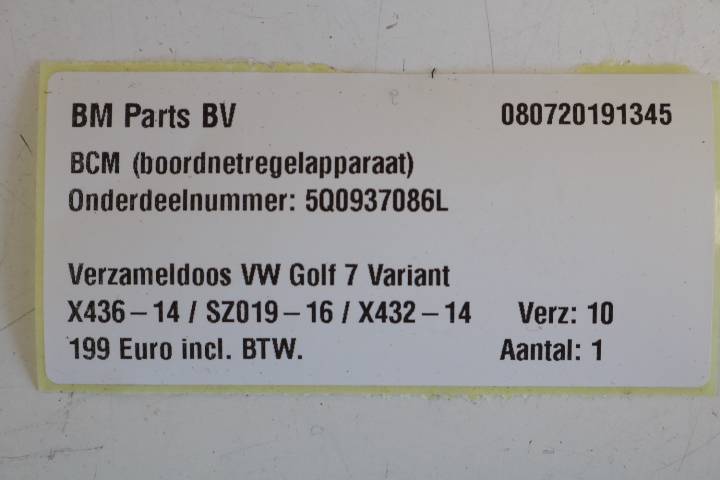 BM Parts BV 080720191345
BCM (boordnetregelapparaat)
Onderdeelnummer: 5Q0937086L
Verzameldoos VW Golf 7 Variant
X436-14 / SZ019-16 / X432-14 Verz: 10
199 Euro incl. BTW. Aantal: 1